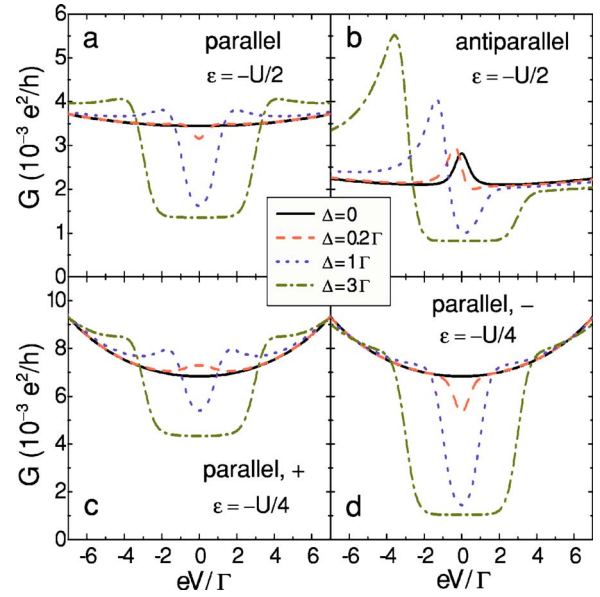 a
parallel
ε = -U/2
b
antiparallel
ε = -U/2
G (10⁻³ e²/h)
6
5
4
3
2
1
0
Δ=0
Δ=0.2Γ
Δ=1Γ
Δ=3Γ
G (10⁻³ e²/h)
10
8
6
4
2
0
parallel, +
c
ε = -U/4
parallel, −
ε = -U/4
d
-6 -4 -2 0 2 4 6
-6 -4 -2 0 2 4 6
eV/Γ
eV/Γ